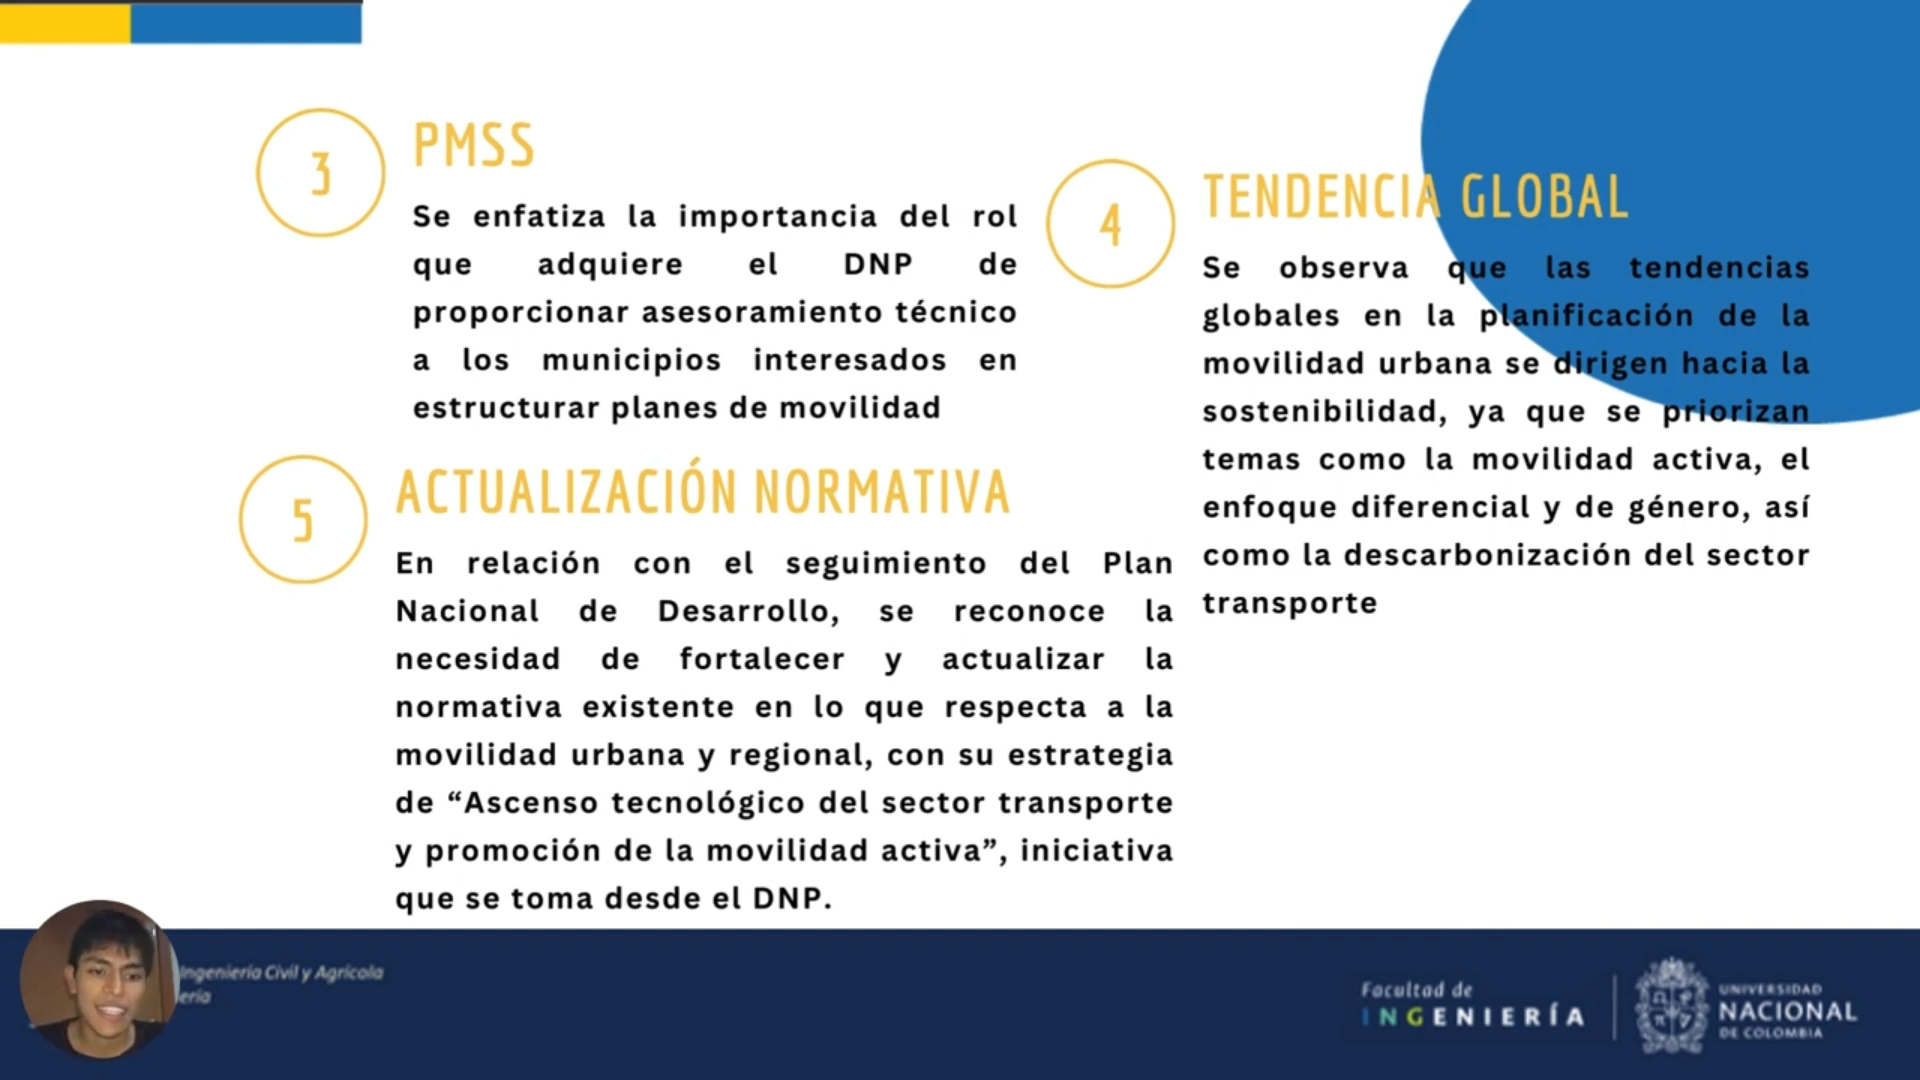 3
PMSS
Se enfatiza la importancia del rol
que adquiere el DNP de
proporcionar asesoramiento técnico
a los municipios interesados en
estructurar planes de movilidad
4
TENDENCIA GLOBAL
Se observa que las tendencias
globales en la planificación de la
movilidad urbana se dirigen hacia la
sostenibilidad, ya que se priorizan
temas como la movilidad activa, el
enfoque diferencial y de género, así
como la descarbonización del sector
transporte
5
ACTUALIZACIÓN NORMATIVA
En relación con el seguimiento del Plan
Nacional de Desarrollo, se reconoce la
necesidad de fortalecer y actualizar la
normativa existente en lo que respecta a la
movilidad urbana y regional, con su estrategia
de “Ascenso tecnológico del sector transporte
y promoción de la movilidad activa”, iniciativa
que se toma desde el DNP.
Ingeniería Civil y Agrícola
ería
Facultad de
INGENIERÍA
UNIVERSIDAD
NACIONAL
DE COLOMBIA